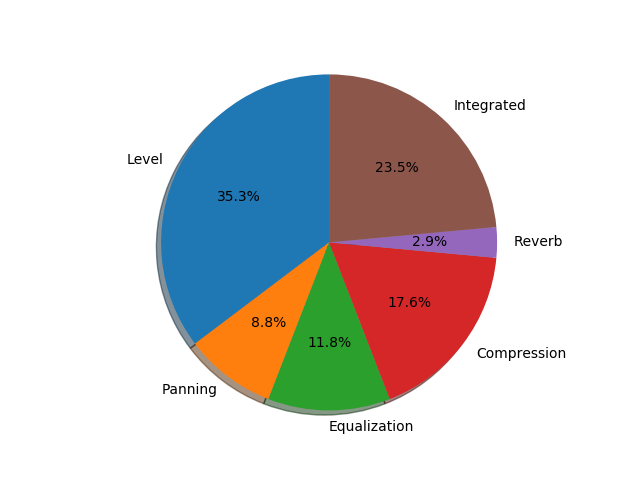 Integrated
Level
23.5%
35.3%
2.9%
Reverb
17.6%
8.8%
11.8%
Compression
Panning
Equalization